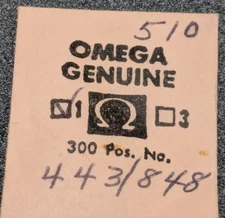 510
OMEGA
GENUINE
☑1 Ω ☐3
300 Pos. No.
443/848